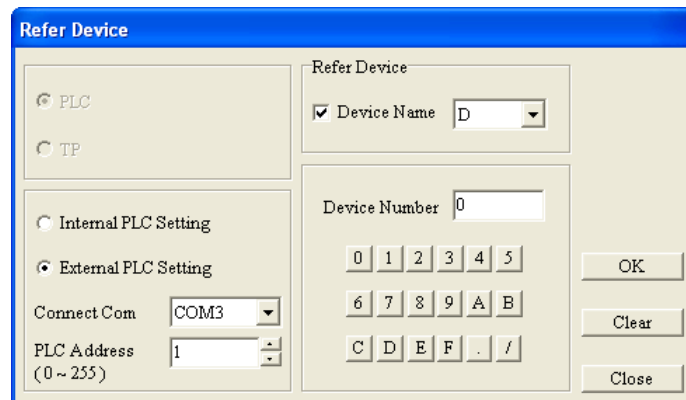 Refer Device
PLC
TP
Internal PLC Setting
External PLC Setting
Connect Com COM3
PLC Address 1
(0 ~ 255)
Refer Device
Device Name D
Device Number 0
0 1 2 3 4 5
6 7 8 9 A B
C D E F . /
OK
Clear
Close